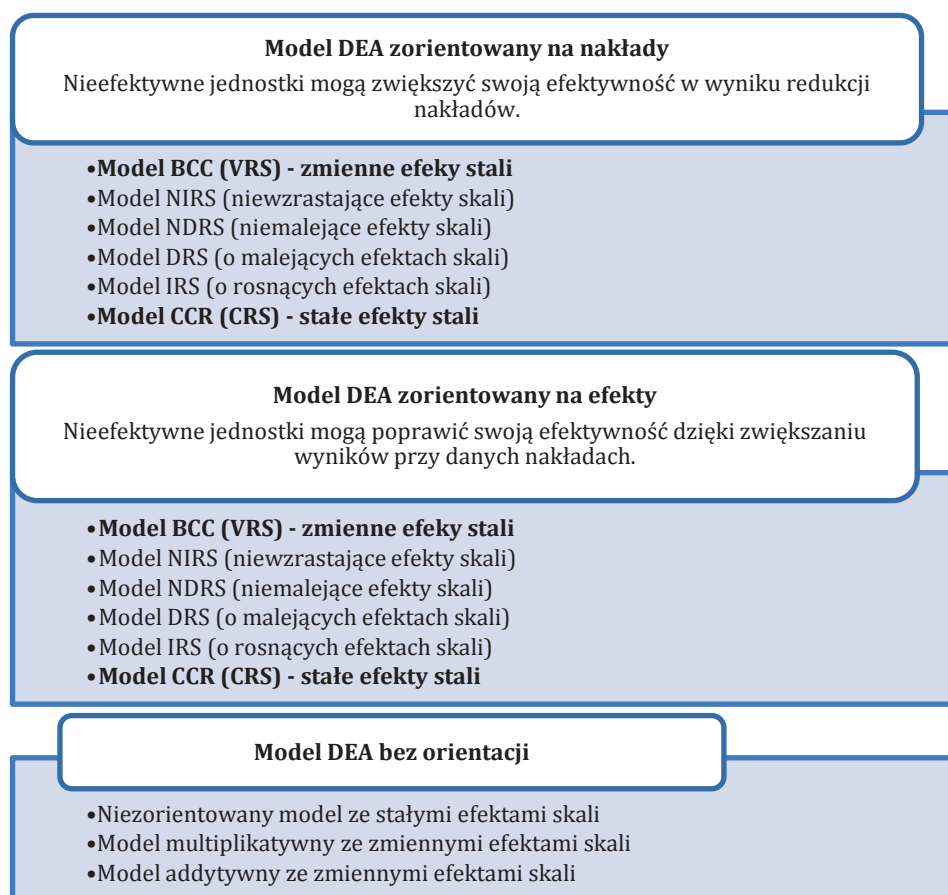 Model DEA zorientowany na nakłady
Nieefektywne jednostki mogą zwiększyć swoją efektywność w wyniku redukcji
nakładów.
•Model BCC (VRS) - zmienne efeky stali
•Model NIRS (niewzrastające efekty skali)
•Model NDRS (niemalejące efekty skali)
•Model DRS (o malejących efektach skali)
•Model IRS (o rosnących efektach skali)
•Model CCR (CRS) - stałe efekty stali
Model DEA zorientowany na efekty
Nieefektywne jednostki mogą poprawić swoją efektywność dzięki zwiększaniu
wyników przy danych nakładach.
•Model BCC (VRS) - zmienne efeky stali
•Model NIRS (niewzrastające efekty skali)
•Model NDRS (niemalejące efekty skali)
•Model DRS (o malejących efektach skali)
•Model IRS (o rosnących efektach skali)
•Model CCR (CRS) - stałe efekty stali
Model DEA bez orientacji
•Niezorientowany model ze stałymi efektami skali
•Model multiplikatywny ze zmiennymi efektami skali
•Model addytywny ze zmiennymi efektami skali